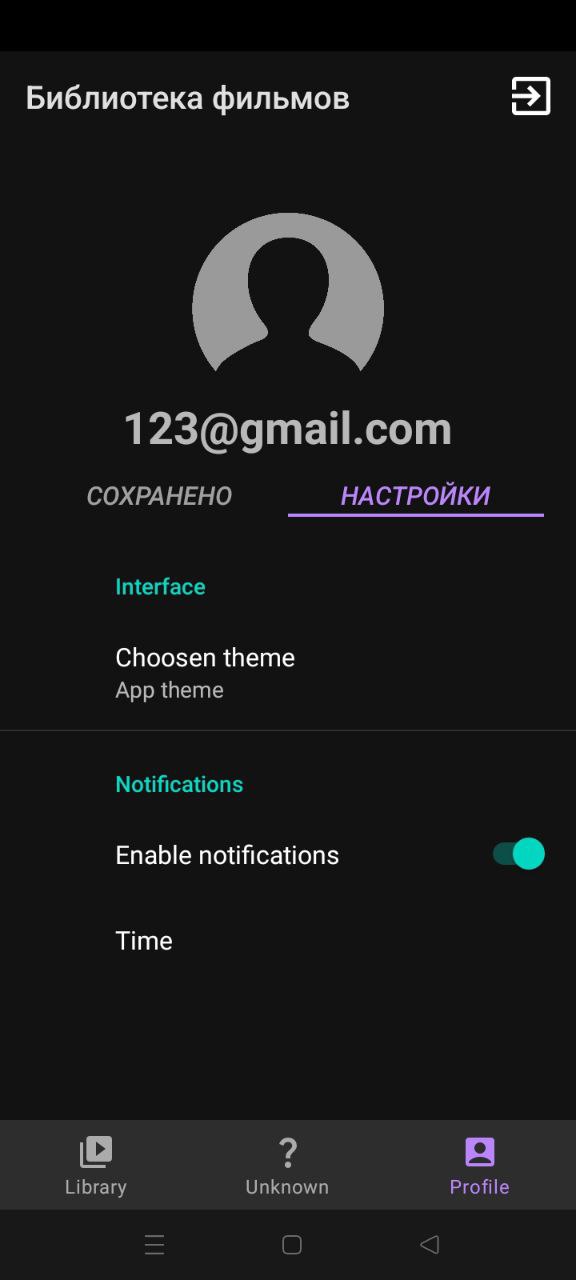 Библиотека фильмов
123@gmail.com
СОХРАНЕНО НАСТРОЙКИ
Interface
Choosen theme
App theme
Notifications
Enable notifications
Time
Library Unknown Profile